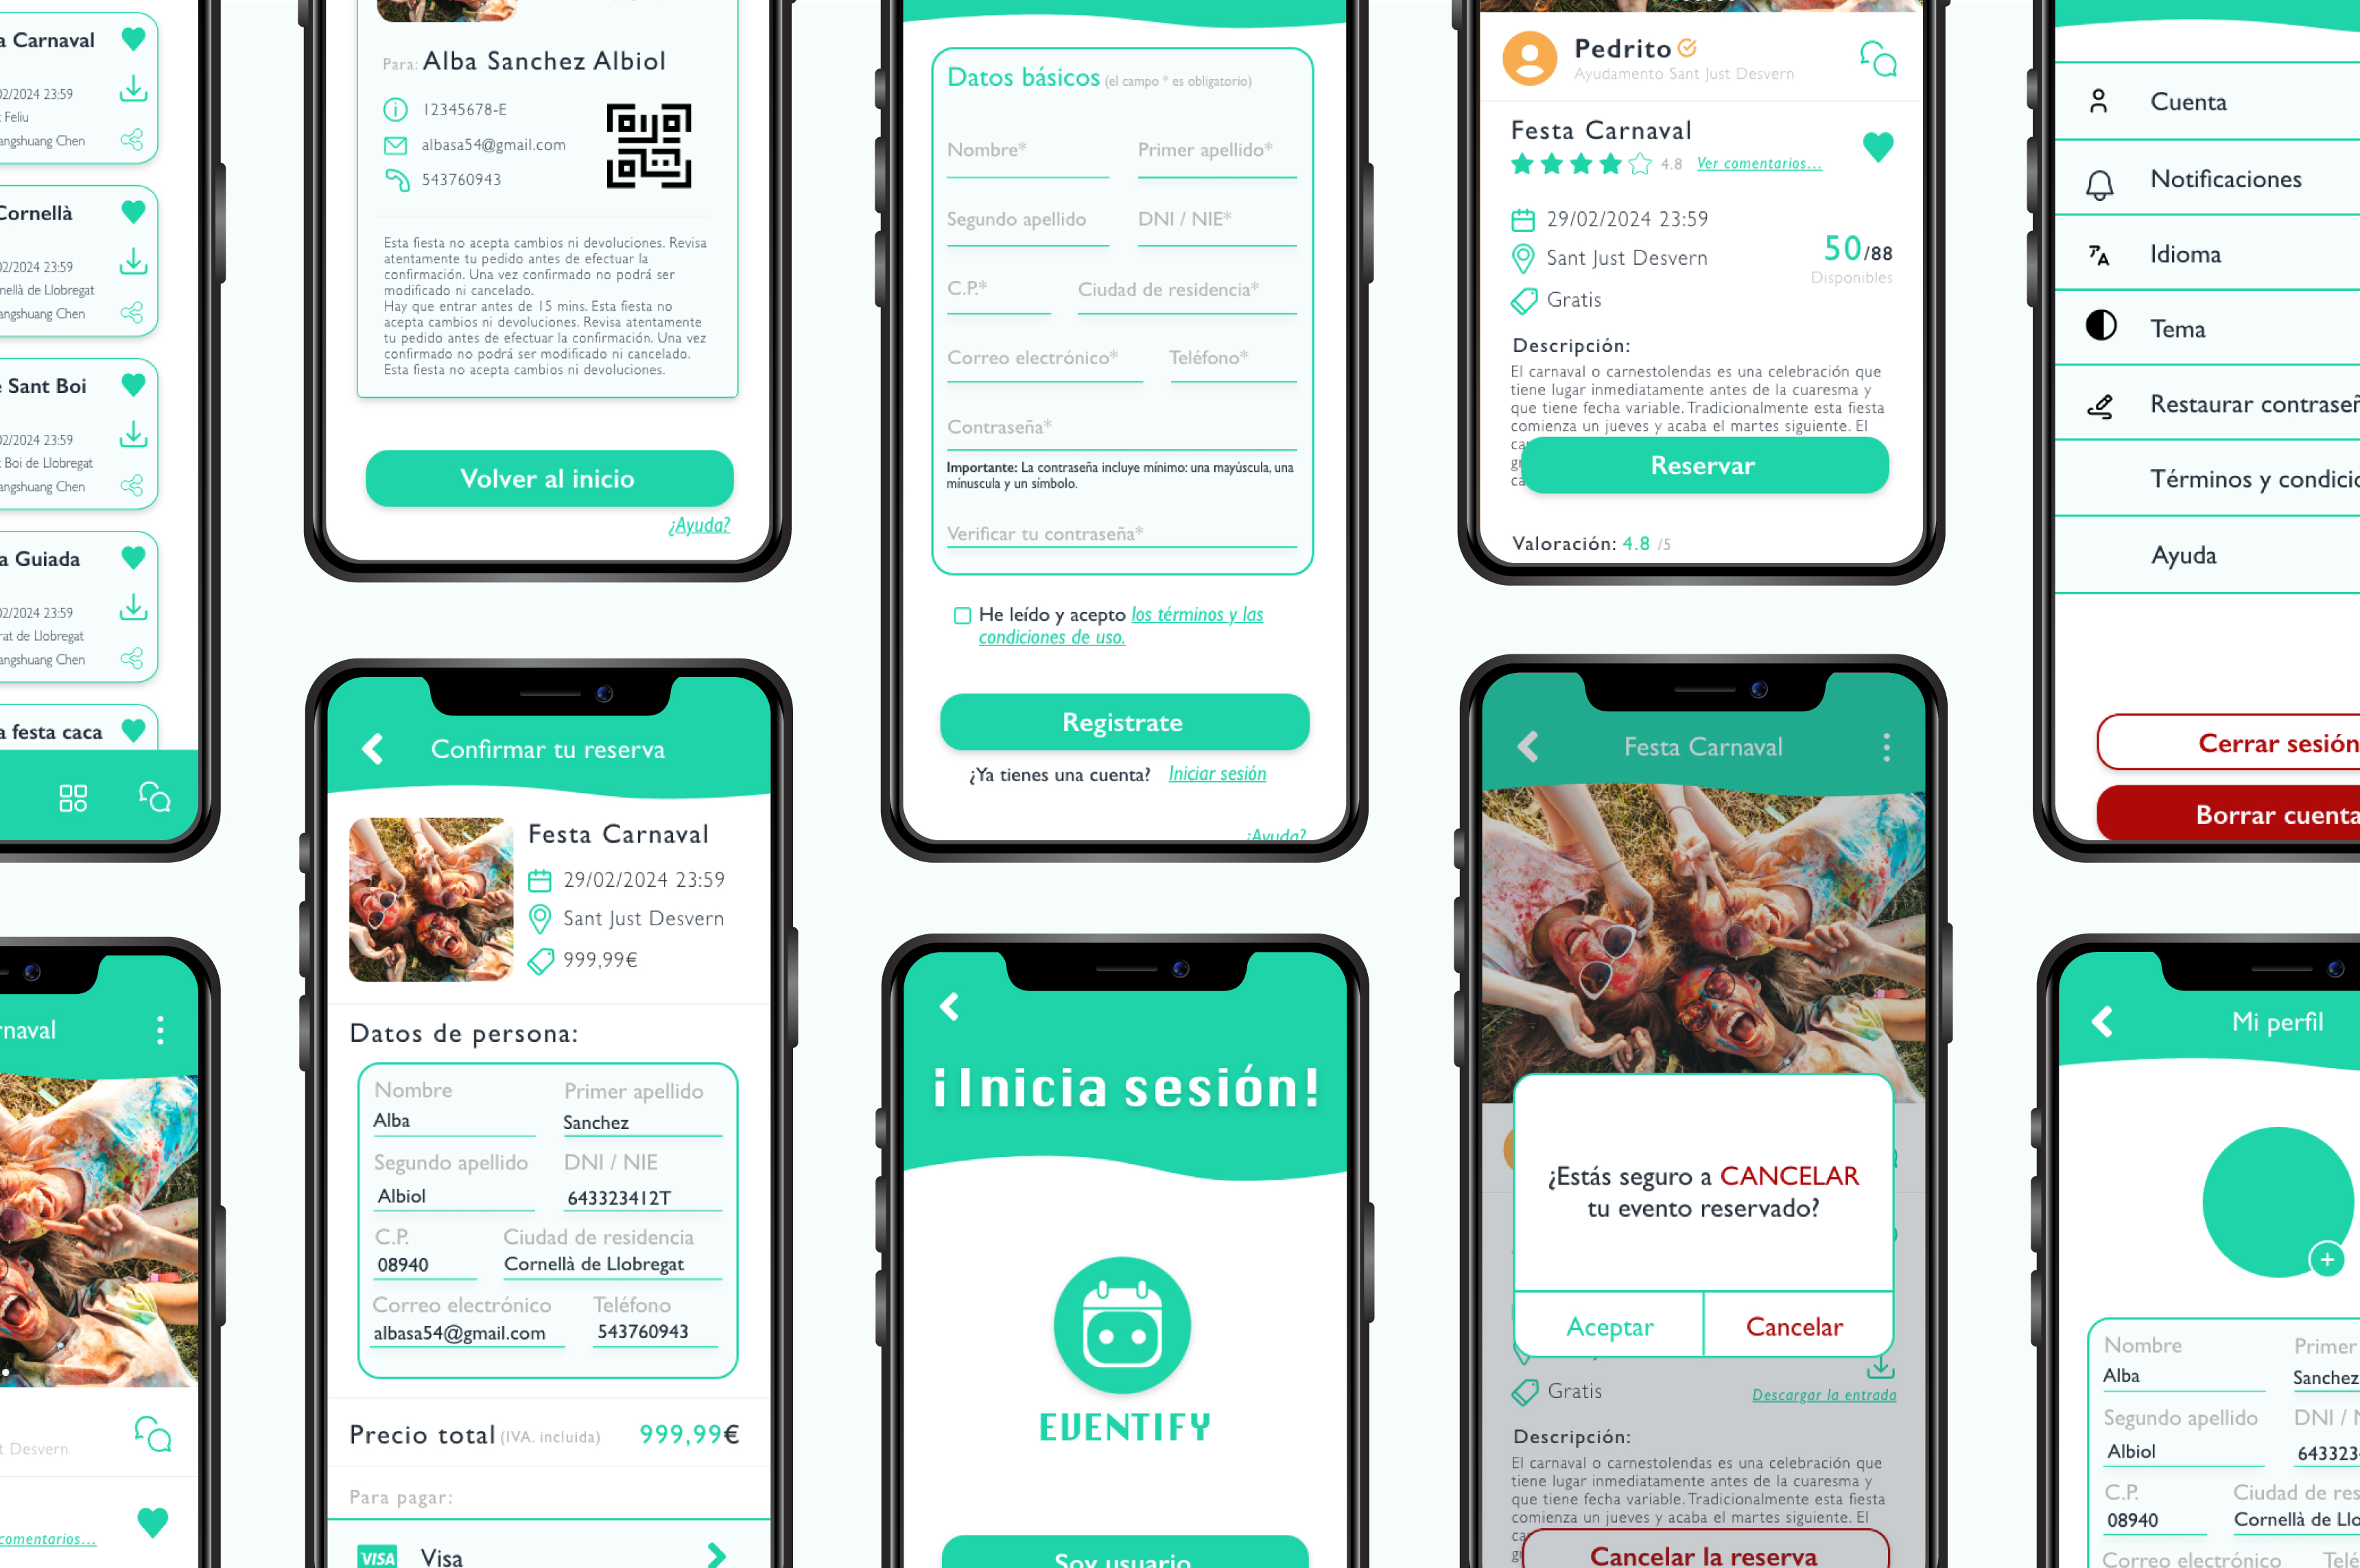 a Carnaval
02/2024 23:59
t Feliu
angshuang Chen
Cornellà
02/2024 23:59
nellà de Llobregat
angshuang Chen
e Sant Boi
02/2024 23:59
t Boi de Llobregat
angshuang Chen
a Guiada
02/2024 23:59
rat de Llobregat
angshuang Chen
a festa caca
rnaval
t Desvern
comentarios...
Para: Alba Sanchez Albiol
12345678-E
albasa54@gmail.com
543760943
Esta fiesta no acepta cambios ni devoluciones. Revisa
atentamente tu pedido antes de efectuar la
confirmación. Una vez confirmado no podrá ser
modificado ni cancelado.
Hay que entrar antes de 15 mins. Esta fiesta no
acepta cambios ni devoluciones. Revisa atentamente
tu pedido antes de efectuar la confirmación. Una vez
confirmado no podrá ser modificado ni cancelado.
Esta fiesta no acepta cambios ni devoluciones.
Volver al inicio
¿Ayuda?
Confirmar tu reserva
Festa Carnaval
29/02/2024 23:59
Sant Just Desvern
999,99€
Datos de persona:
Nombre Primer apellido
Alba Sanchez
Segundo apellido DNI / NIE
Albiol 643323412T
C.P. Ciudad de residencia
08940 Cornellà de Llobregat
Correo electrónico Teléfono
albasa54@gmail.com 543760943
Precio total (IVA. incluida) 999,99€
Para pagar:
VISA Visa
Datos básicos (el campo * es obligatorio)
Nombre* Primer apellido*
Segundo apellido DNI / NIE*
C.P.* Ciudad de residencia*
Correo electrónico* Teléfono*
Contraseña*
Importante: La contraseña incluye mínimo: una mayúscula, una
mínuscula y un símbolo.
Verificar tu contraseña*
He leído y acepto los términos y las
condiciones de uso.
Registrate
¿Ya tienes una cuenta? Iniciar sesión
¿Ayuda?
¡Inicia sesión!
EVENTIFY
Soy usuario
Pedrito
Ayudamento Sant Just Desvern
Festa Carnaval
4.8 Ver comentarios...
29/02/2024 23:59
Sant Just Desvern
50/88
Disponibles
Gratis
Descripción:
El carnaval o carnestolendas es una celebración que
tiene lugar inmediatamente antes de la cuaresma y
que tiene fecha variable. Tradicionalmente esta fiesta
comienza un jueves y acaba el martes siguiente. El
ca
g
ca
Reservar
Valoración: 4.8 /5
Festa Carnaval
¿Estás seguro a CANCELAR
tu evento reservado?
Aceptar Cancelar
Gratis
Descargar la entrada
Descripción:
El carnaval o carnestolendas es una celebración que
tiene lugar inmediatamente antes de la cuaresma y
que tiene fecha variable. Tradicionalmente esta fiesta
comienza un jueves y acaba el martes siguiente. El
ca
g
Cancelar la reserva
Cuenta
Notificaciones
Idioma
Tema
Restaurar contraseñ
Términos y condicio
Ayuda
Cerrar sesión
Borrar cuenta
Mi perfil
Nombre Primer
Alba Sanchez
Segundo apellido DNI / N
Albiol 643323
C.P. Ciudad de res
08940 Cornellà de Llo
Correo electrónico Telé